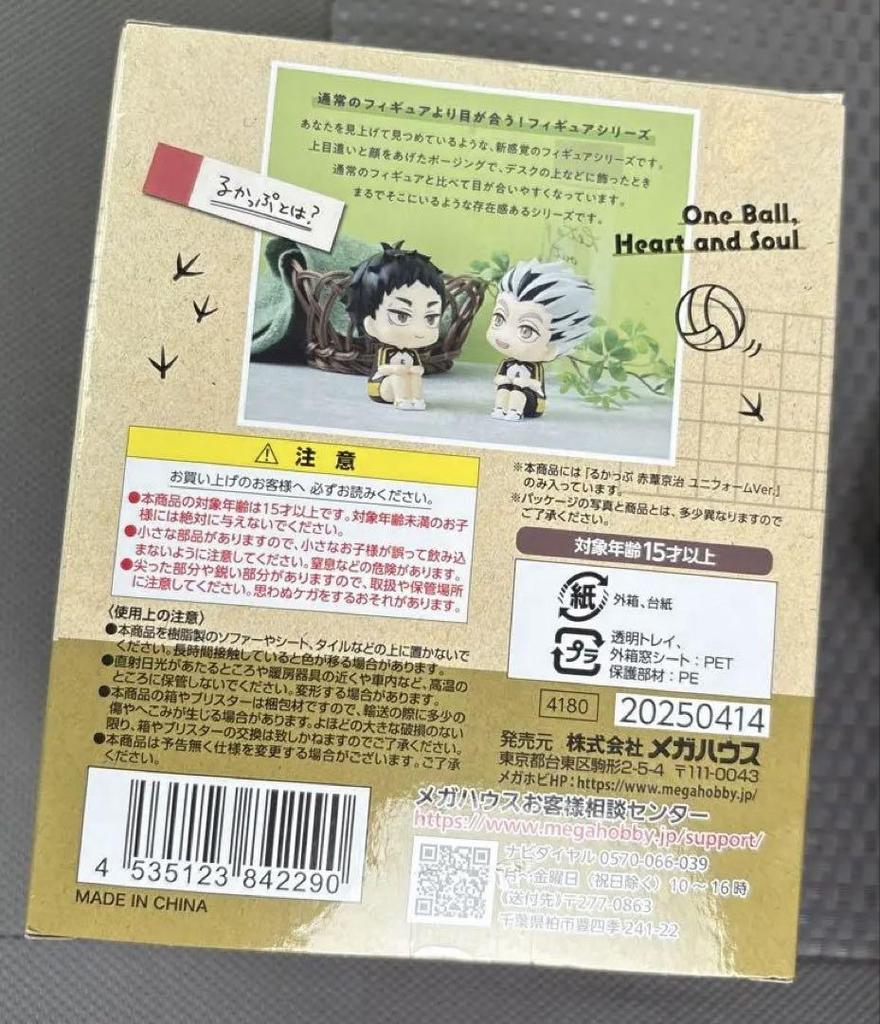 通常のフィギュアより目が合う!フィギュアシリーズ
あなたを見上げて見つめているような、新感覚のフィギュアシリーズです。
上目遣いと顔をあげたポージングで、デスクの上などに飾ったとき
通常のフィギュアと比べて目が合いやすくなっています。
まるでそこにいるような存在感あるシリーズです。
るかっぷとは?
One Ball,
Heart and Soul
⚠ 注意
お買い上げのお客様へ 必ずお読みください。
●本商品の対象年齢は15才以上です。対象年齢未満のお子
様には絶対に与えないでください。
●小さな部品がありますので、小さなお子様が誤って飲み込
まないように注意してください。窒息などの危険があります。
●尖った部分や鋭い部分がありますので、取扱や保管場所
に注意してください。思わぬケガをするおそれがあります。
〈使用上の注意〉
●本商品を樹脂製のソファーやシート、タイルなどの上に置かないで
ください。長時間接触していると色が移る場合があります。
●直射日光があたるところや暖房器具の近くや車内など、高温の
ところに保管しないでください。変形する場合があります。
●本商品の箱やブリスターは梱包材ですので、輸送の際に多少の
傷やへこみが生じる場合があります。よほどの大きな破損のない
限り、箱やブリスターの交換は致しかねますのでご了承ください。
●本商品は予告無く仕様を変更する場合がございます。ご了承
ください。
4 535123 842290
MADE IN CHINA
※本商品には「るかっぷ 赤葦京治 ユニフォームVer.」
のみ入っています。
※パッケージの写真と商品とは、多少異なりますので
ご了承ください。
対象年齢15才以上
紙 外箱、台紙
プラ 透明トレイ、
外箱窓シート:PET
保護部材:PE
4180 20250414
発売元 株式会社メガハウス
東京都台東区駒形2-5-4 〒111-0043
メガホビHP:https://www.megahobby.jp/
メガハウスお客様相談センター
https://www.megahobby.jp/support/
ナビダイヤル 0570-066-039
月〜金曜日(祝日除く)10〜16時
《送付先》〒277-0863
千葉県柏市豊四季241-22